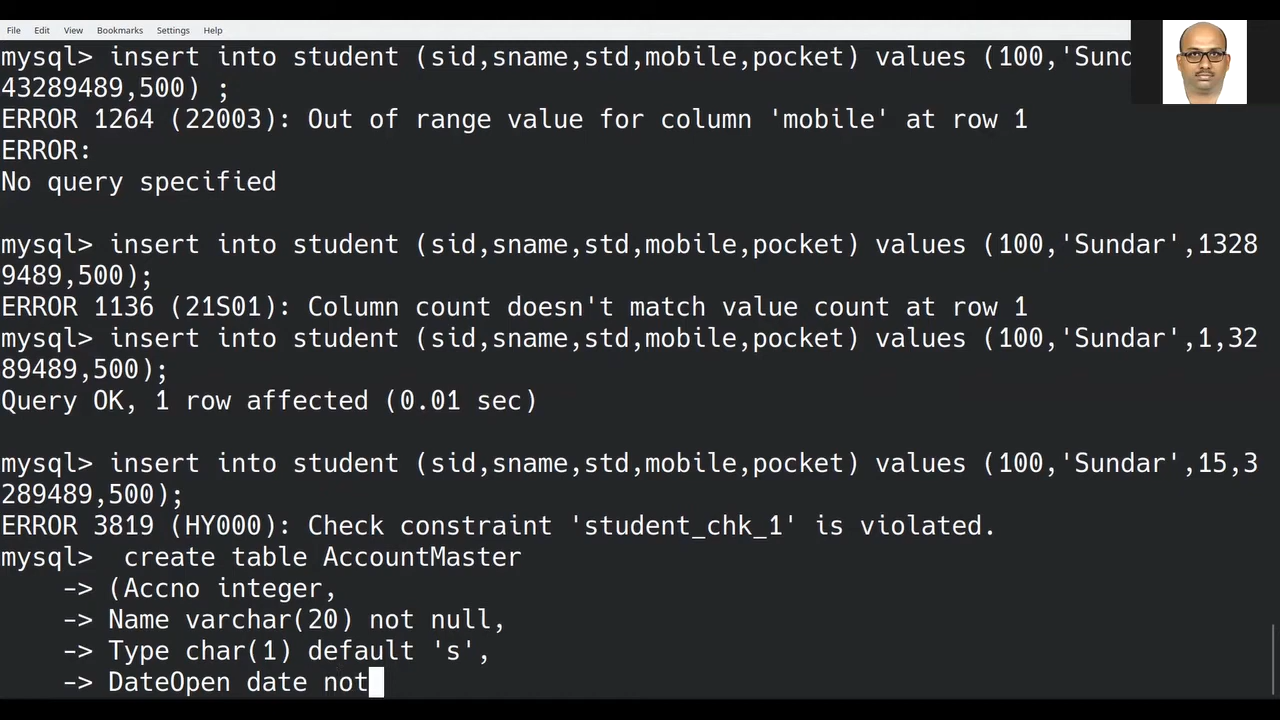 File Edit View Bookmarks Settings Help
mysql> insert into student (sid,sname,std,mobile,pocket) values (100,'Sund
43289489,500) ;
ERROR 1264 (22003): Out of range value for column 'mobile' at row 1
ERROR:
No query specified
mysql> insert into student (sid,sname,std,mobile,pocket) values (100,'Sundar',1328
9489,500);
ERROR 1136 (21S01): Column count doesn't match value count at row 1
mysql> insert into student (sid,sname,std,mobile,pocket) values (100,'Sundar',1,32
89489,500);
Query OK, 1 row affected (0.01 sec)
mysql> insert into student (sid,sname,std,mobile,pocket) values (100,'Sundar',15,3
289489,500);
ERROR 3819 (HY000): Check constraint 'student_chk_1' is violated.
mysql>  create table AccountMaster
-> (Accno integer,
-> Name varchar(20) not null,
-> Type char(1) default 's',
-> DateOpen date not